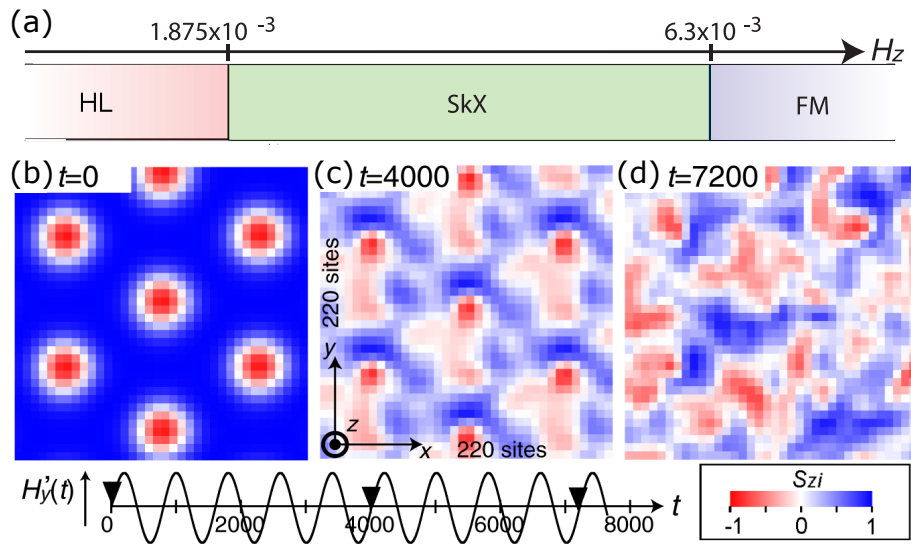 (a)
1.875x10 -3 6.3x10 -3
Hz
HL SkX FM
(b) t=0 (c) t=4000 (d) t=7200
220 sites
y
z
x
220 sites
H'y(t) 0 2000 4000 6000 8000 t
Szi
-1 0 1